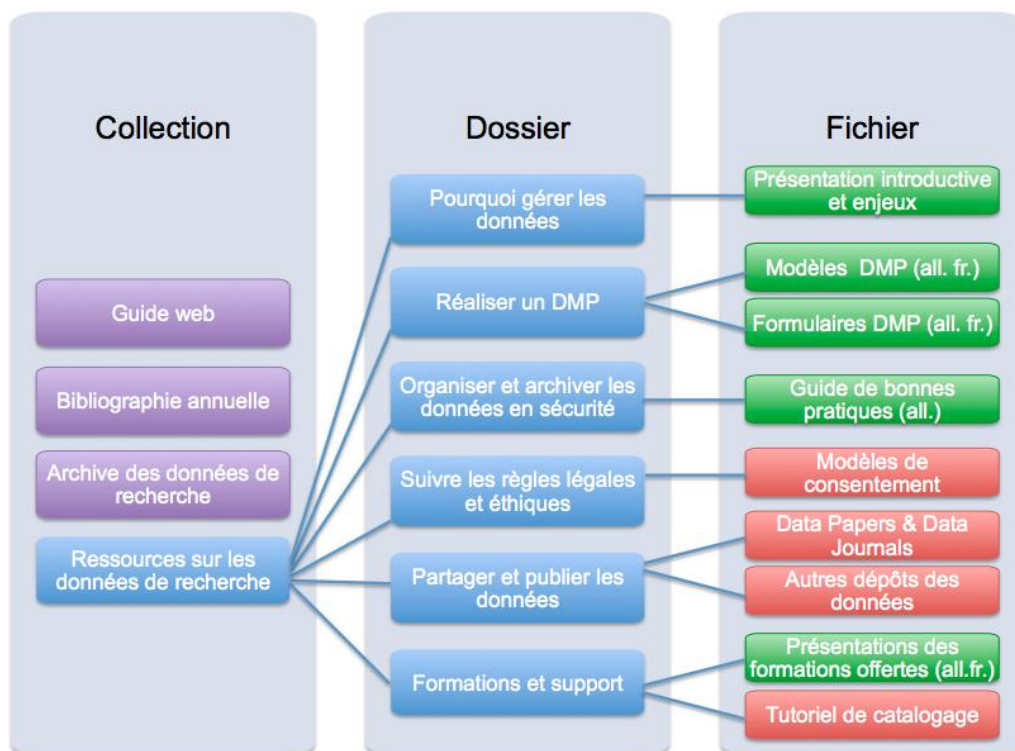 Collection
Guide web
Bibliographie annuelle
Archive des données de
recherche
Ressources sur les
données de recherche
Dossier
Pourquoi gérer les
données
Réaliser un DMP
Organiser et archiver les
données en sécurité
Suivre les règles légales
et éthiques
Partager et publier les
données
Formations et support
Fichier
Présentation introductive
et enjeux
Modèles DMP (all. fr.)
Formulaires DMP (all. fr.)
Guide de bonnes
pratiques (all.)
Modèles de
consentement
Data Papers & Data
Journals
Autres dépôts des
données
Présentations des
formations offertes (all.fr.)
Tutoriel de catalogage